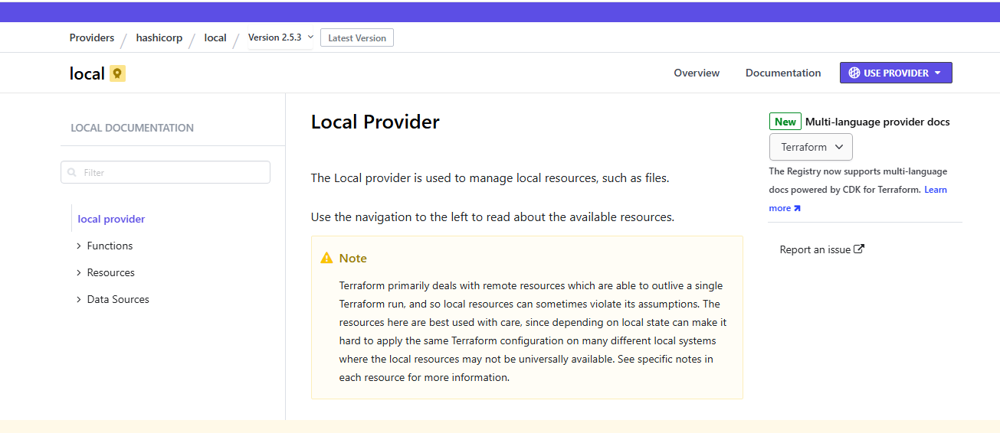 Providers / hashicorp / local / Version 2.5.3 Latest Version
local
Overview
Documentation
USE PROVIDER
LOCAL DOCUMENTATION
Filter
local provider
Functions
Resources
Data Sources
Local Provider
The Local provider is used to manage local resources, such as files.
Use the navigation to the left to read about the available resources.
Note
Terraform primarily deals with remote resources which are able to outlive a single
Terraform run, and so local resources can sometimes violate its assumptions. The
resources here are best used with care, since depending on local state can make it
hard to apply the same Terraform configuration on many different local systems
where the local resources may not be universally available. See specific notes in
each resource for more information.
New Multi-language provider docs
Terraform
The Registry now supports multi-language
docs powered by CDK for Terraform. Learn
more
Report an issue